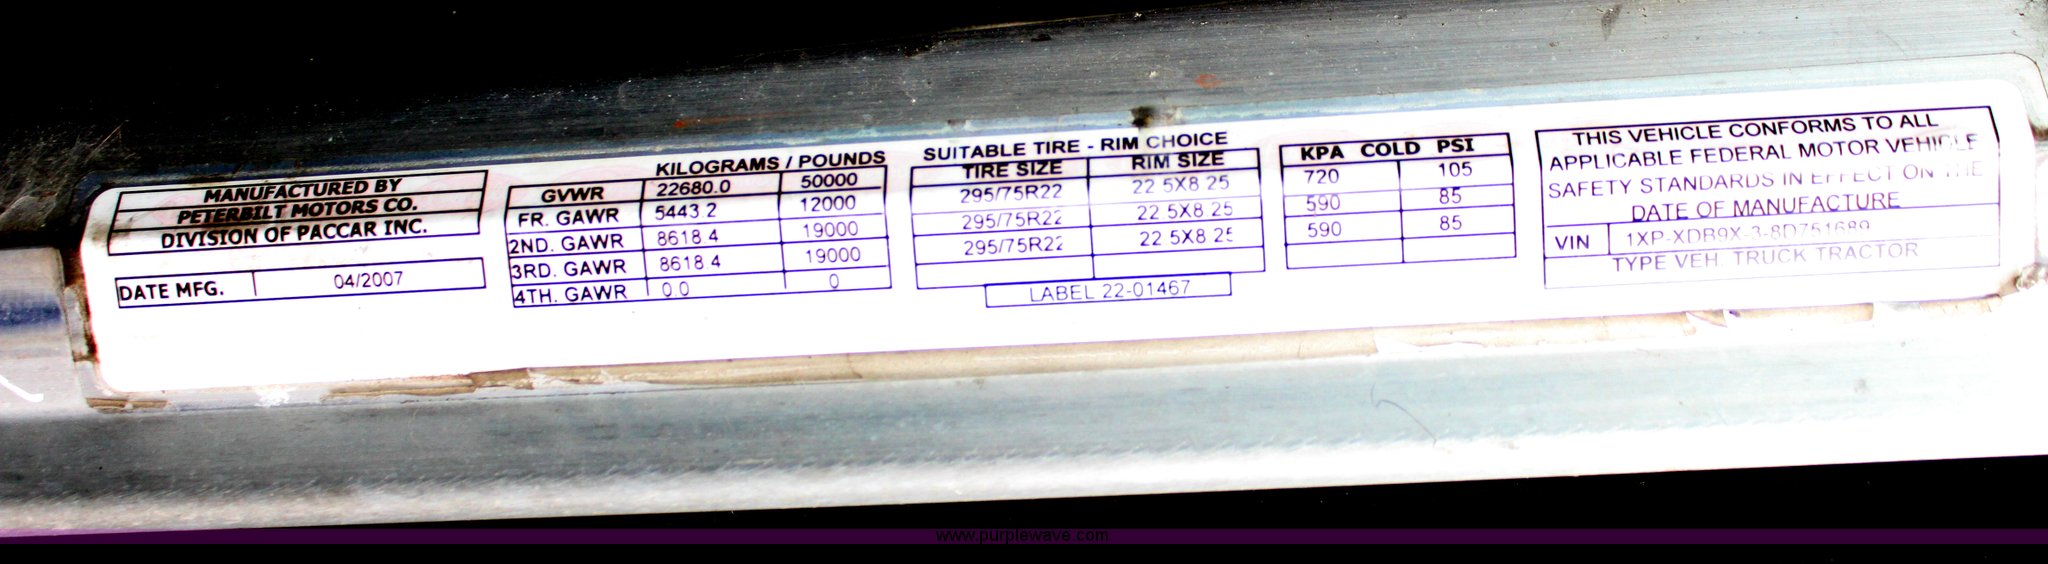 MANUFACTURED BY
PETERBILT MOTORS CO.
DIVISION OF PACCAR INC.
DATE MFG. 04/2007
KILOGRAMS / POUNDS
GVWR 22680.0 50000
FR. GAWR 5443.2 12000
2ND. GAWR 8618.4 19000
3RD. GAWR 8618.4 19000
4TH. GAWR 0.0 0
SUITABLE TIRE - RIM CHOICE
TIRE SIZE RIM SIZE
295/75R22 22.5X8.25
295/75R22 22.5X8.25
295/75R22 22.5X8.25
LABEL 22-01467
KPA COLD PSI
720 105
590 85
590 85
THIS VEHICLE CONFORMS TO ALL
APPLICABLE FEDERAL MOTOR VEHICLE
SAFETY STANDARDS IN EFFECT ON THE
DATE OF MANUFACTURE
VIN 1XP-XDB9X-3-8D751689
TYPE VEH. TRUCK TRACTOR
www.purplewave.com